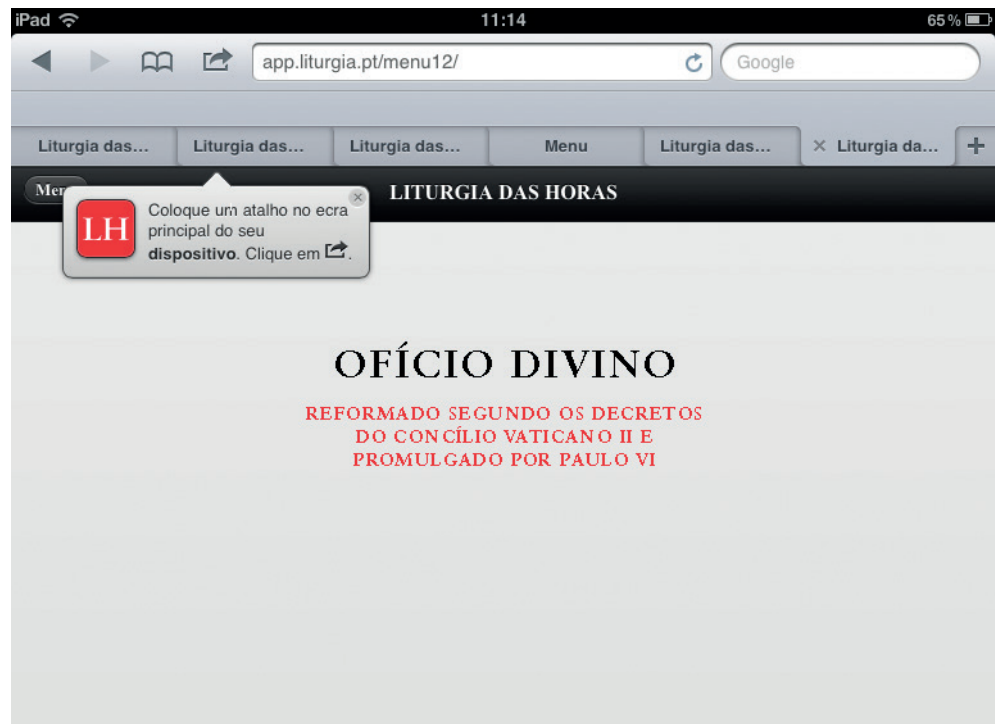 iPad 11:14 65%
app.liturgia.pt/menu12/ Google
Liturgia das... Liturgia das... Liturgia das... Menu Liturgia das... Liturgia da...
LITURGIA DAS HORAS
LH
Coloque um atalho no ecra
principal do seu
dispositivo. Clique em .
OFÍCIO DIVINO
REFORMADO SEGUNDO OS DECRETOS
DO CONCÍLIO VATICANO II E
PROMULGADO POR PAULO VI